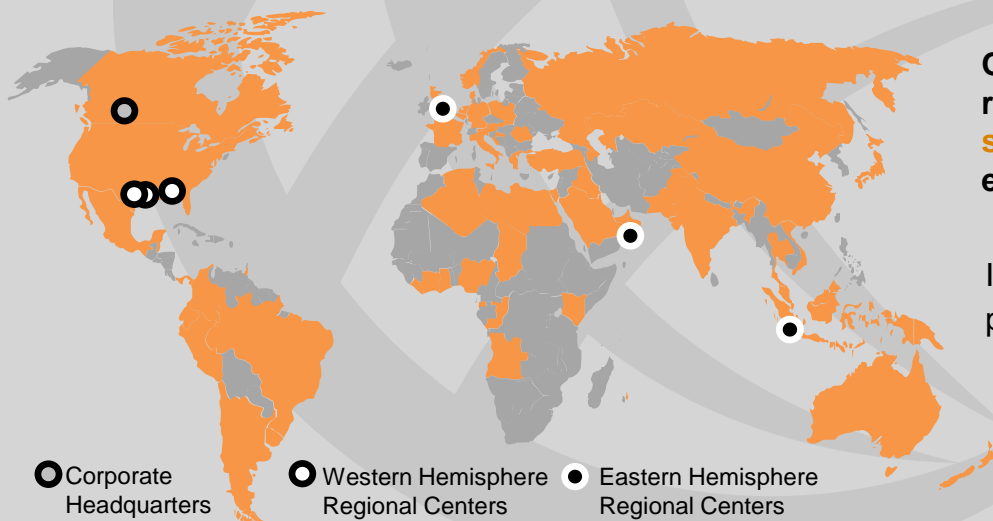 Corporate
Headquarters
Western Hemisphere
Regional Centers
Eastern Hemisphere
Regional Centers